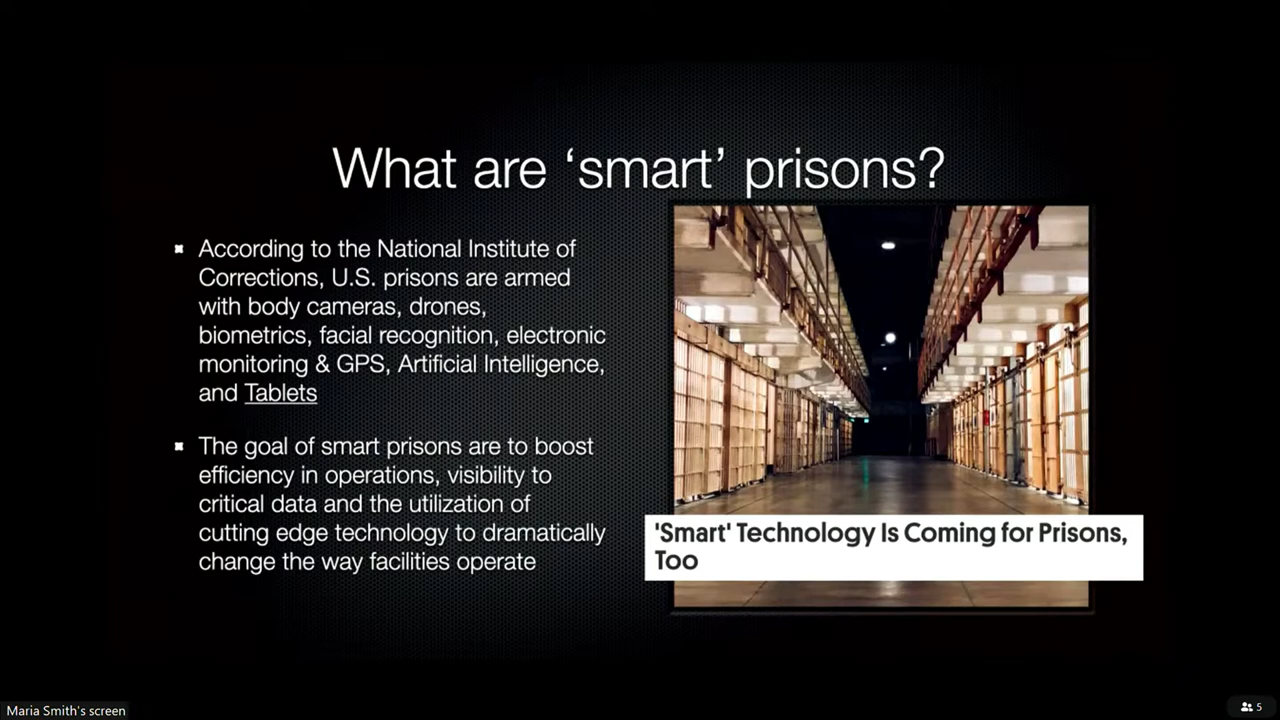 What are ‘smart’ prisons?
According to the National Institute of
Corrections, U.S. prisons are armed
with body cameras, drones,
biometrics, facial recognition, electronic
monitoring & GPS, Artificial Intelligence,
and Tablets
The goal of smart prisons are to boost
efficiency in operations, visibility to
critical data and the utilization of
cutting edge technology to dramatically
change the way facilities operate
'Smart' Technology Is Coming for Prisons,
Too
Maria Smith's screen
5